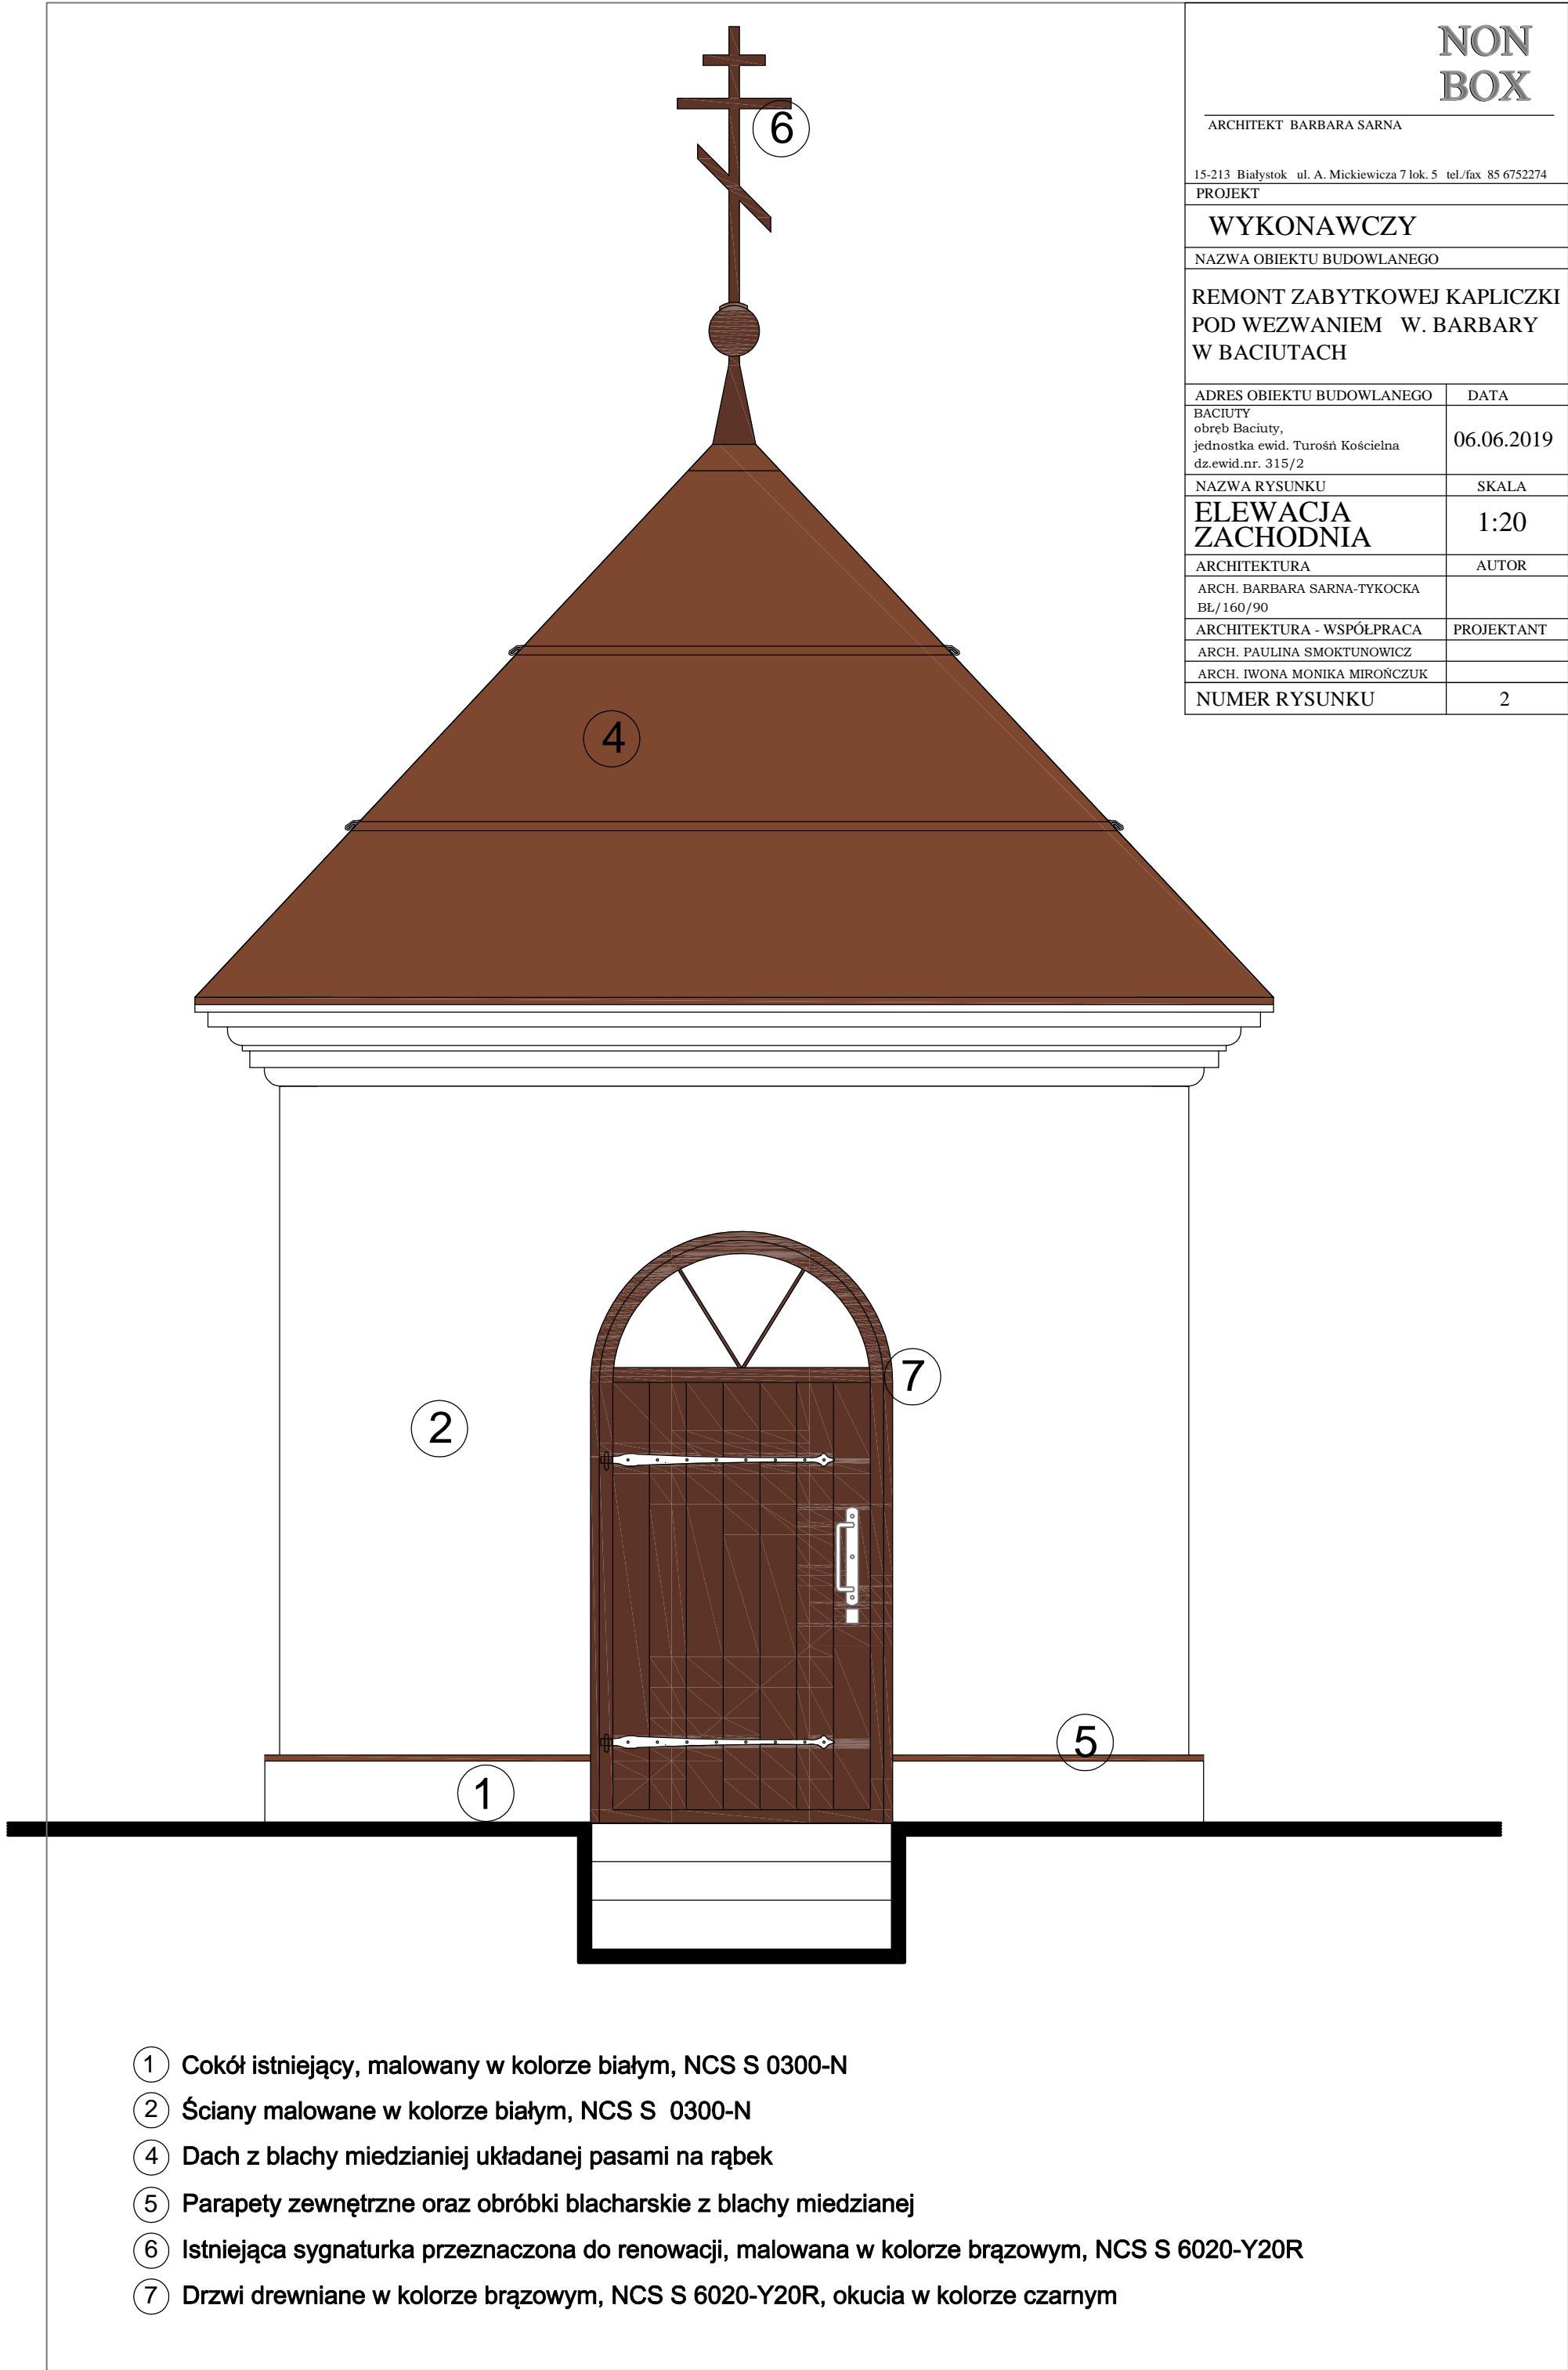 NON
BOX
ARCHITEKT BARBARA SARNA
15-213 Białystok ul. A. Mickiewicza 7 lok. 5 tel./fax 85 6752274
PROJEKT
WYKONAWCZY
NAZWA OBIEKTU BUDOWLANEGO
REMONT ZABYTKOWEJ KAPLICZKI
POD WEZWANIEM W. BARBARY
W BACIUTACH
ADRES OBIEKTU BUDOWLANEGO DATA
BACIUTY
obręb Baciuty,
jednostka ewid. Turośń Kościelna
dz.ewid.nr. 315/2
06.06.2019
NAZWA RYSUNKU SKALA
ELEWACJA
ZACHODNIA
1:20
ARCHITEKTURA AUTOR
ARCH. BARBARA SARNA-TYKOCKA
BŁ/160/90
ARCHITEKTURA - WSPÓŁPRACA PROJEKTANT
ARCH. PAULINA SMOKTUNOWICZ
ARCH. IWONA MONIKA MIROŃCZUK
NUMER RYSUNKU 2
6
4
7
2
5
1
1 Cokół istniejący, malowany w kolorze białym, NCS S 0300-N
2 Ściany malowane w kolorze białym, NCS S 0300-N
4 Dach z blachy miedzianiej układanej pasami na rąbek
5 Parapety zewnętrzne oraz obróbki blacharskie z blachy miedzianej
6 Istniejąca sygnaturka przeznaczona do renowacji, malowana w kolorze brązowym, NCS S 6020-Y20R
7 Drzwi drewniane w kolorze brązowym, NCS S 6020-Y20R, okucia w kolorze czarnym